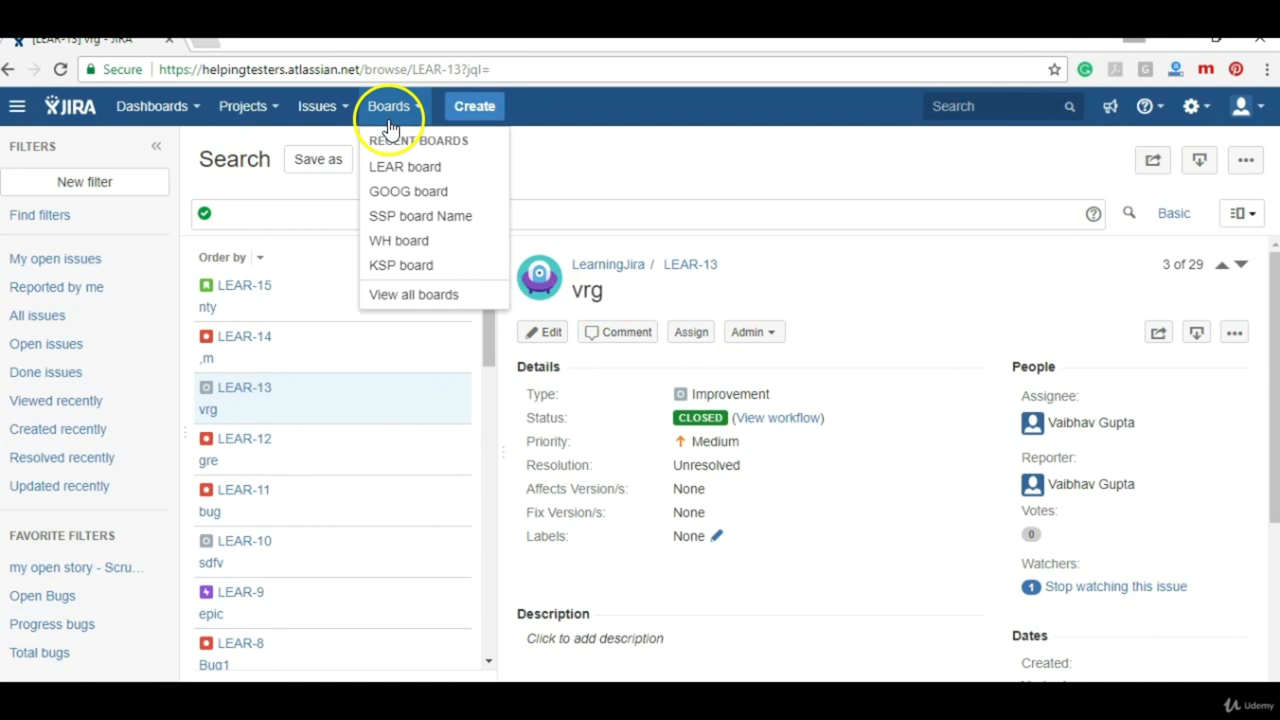 [LEAR-13] vrg - JIRA
Secure https://helpingtesters.atlassian.net/browse/LEAR-13?jql=
JIRA Dashboards Projects Issues Boards Create Search
FILTERS
New filter
Find filters
My open issues
Reported by me
All issues
Open issues
Done issues
Viewed recently
Created recently
Resolved recently
Updated recently
FAVORITE FILTERS
my open story - Scru...
Open Bugs
Progress bugs
Total bugs
Search Save as
RECENT BOARDS
LEAR board
GOOG board
SSP board Name
WH board
KSP board
View all boards
Basic
Order by
LEAR-15
nty
LEAR-14
,m
LEAR-13
vrg
LEAR-12
gre
LEAR-11
bug
LEAR-10
sdfv
LEAR-9
epic
LEAR-8
Bug1
LearningJira / LEAR-13
3 of 29
vrg
Edit Comment Assign Admin
Details
Type: Improvement
Status: CLOSED (View workflow)
Priority: Medium
Resolution: Unresolved
Affects Version/s: None
Fix Version/s: None
Labels: None
Description
Click to add description
People
Assignee:
Vaibhav Gupta
Reporter:
Vaibhav Gupta
Votes:
0
Watchers:
1 Stop watching this issue
Dates
Created:
Udemy